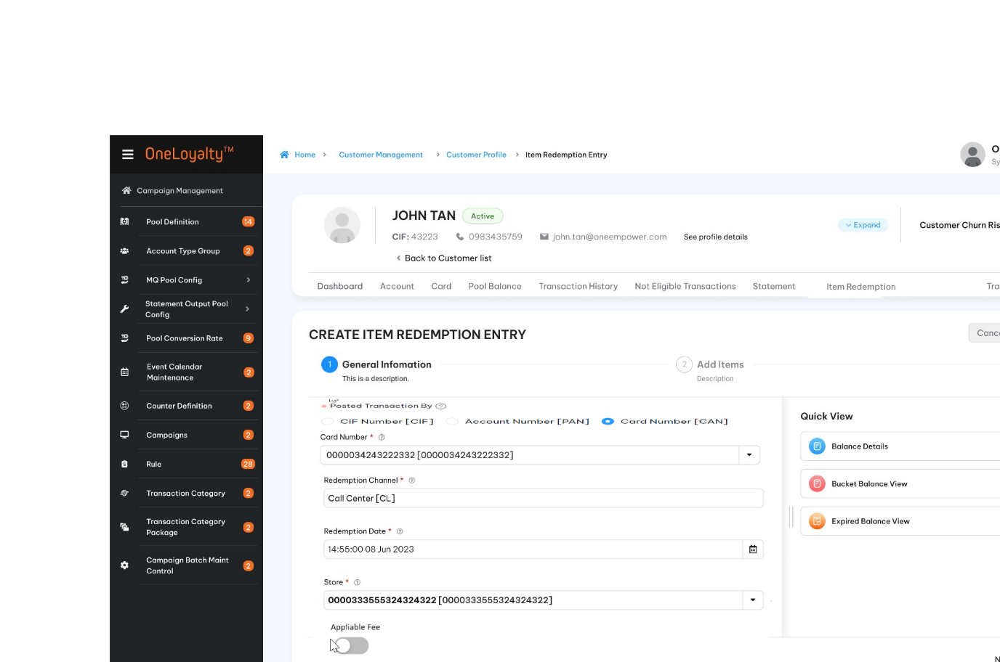 OneLoyalty™
Home > Customer Management > Customer Profile > Item Redemption Entry
O
Sy
Campaign Management
Pool Definition 14
Account Type Group 2
MQ Pool Config
Statement Output Pool
Config
Pool Conversion Rate 9
Event Calendar
Maintenance 2
Counter Definition 2
Campaigns 2
Rule 28
Transaction Category 2
Transaction Category
Package 2
Campaign Batch Maint
Control 2
JOHN TAN Active
CIF: 43223 0983435759 john.tan@oneempower.com See profile details
Expand
Customer Churn Ris
< Back to Customer list
Dashboard Account Card Pool Balance Transaction History Not Eligible Transactions Statement Item Redemption Tra
CREATE ITEM REDEMPTION ENTRY
Cance
1 General Infomation
This is a description.
2 Add Items
Description
* Posted Transaction By
CIF Number [CIF] Account Number [PAN] Card Number [CAN]
Card Number *
0000034243222332 [0000034243222332]
Redemption Channel *
Call Center [CL]
Redemption Date *
14:55:00 08 Jun 2023
Store *
0000333555324324322 [0000333555324324322]
Appliable Fee
Quick View
Balance Details
Bucket Balance View
Expired Balance View
N